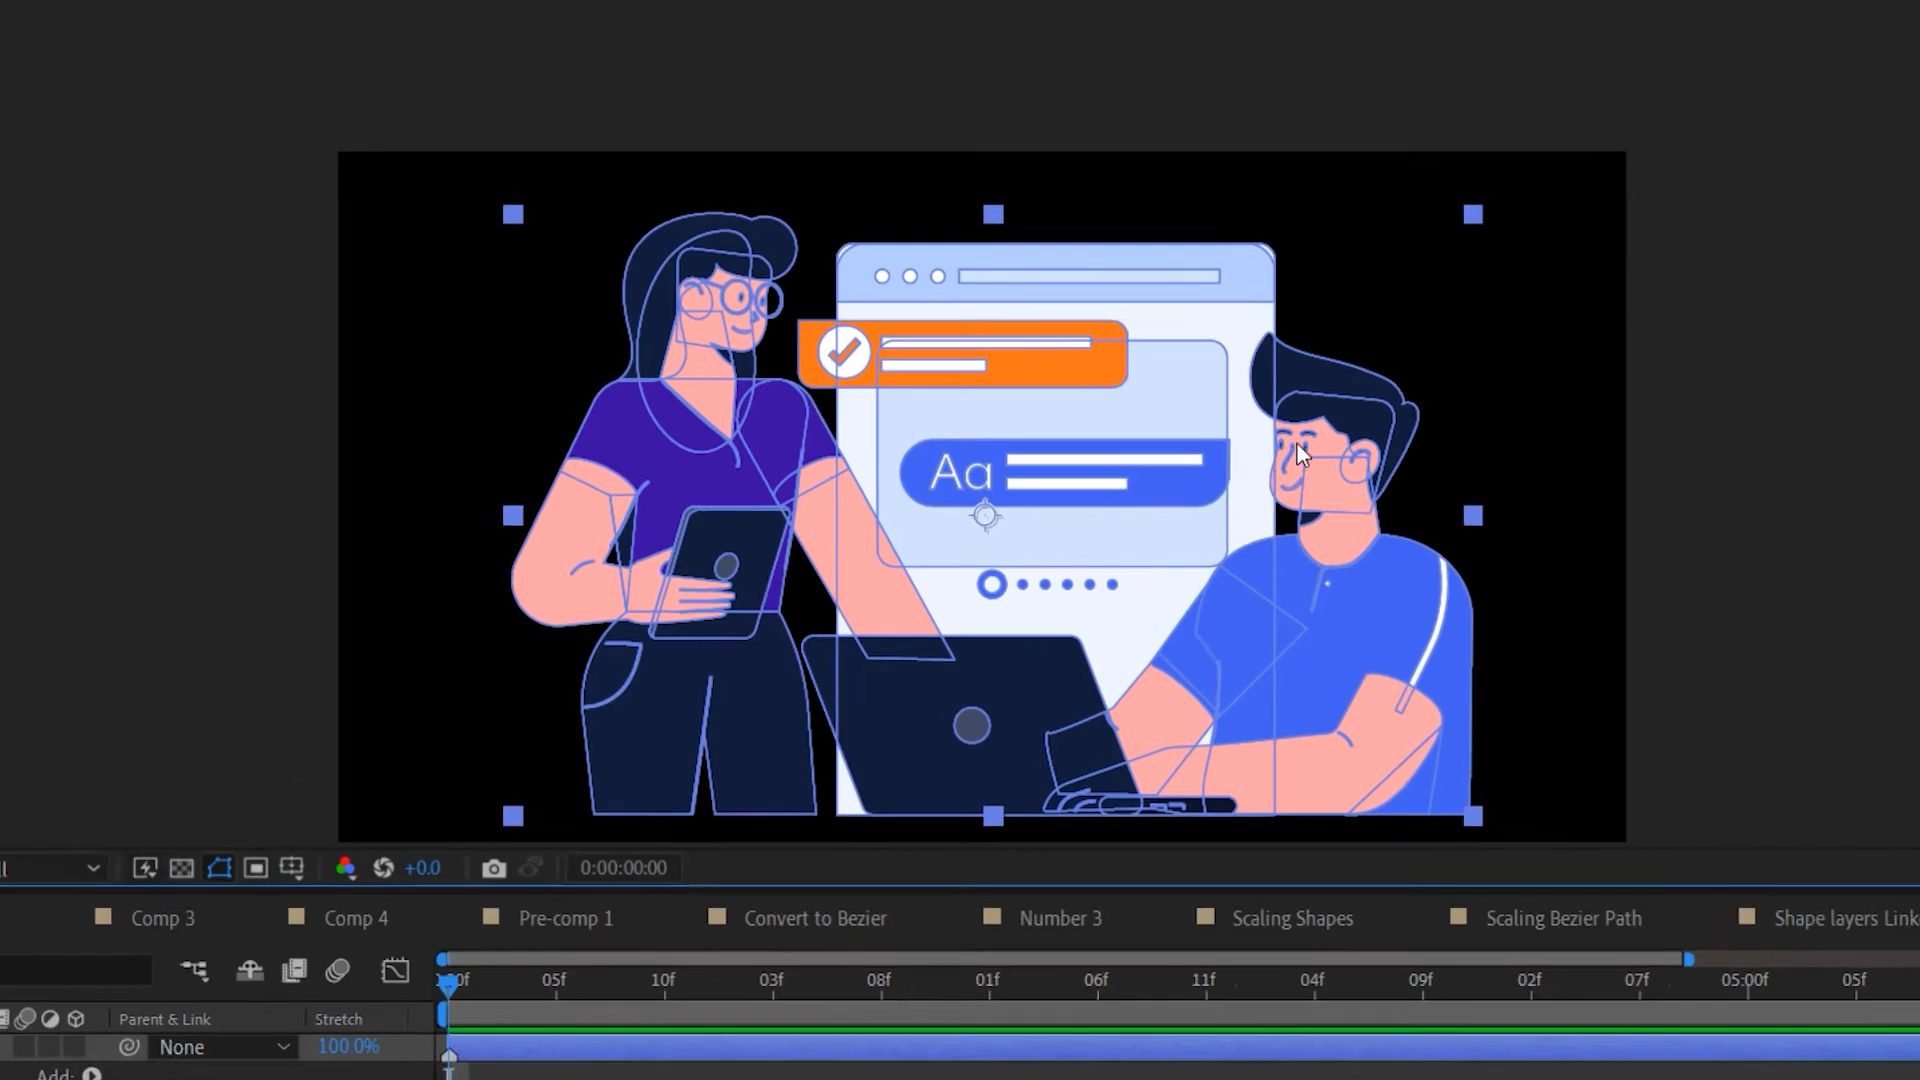 Aa
+0.0
0:00:00:00
Comp 3
Comp 4
Pre-comp 1
Convert to Bezier
Number 3
Scaling Shapes
Scaling Bezier Path
Shape layers Link
05f
10f
03f
08f
01f
06f
11f
04f
09f
02f
07f
05:00f
05f
Parent & Link
Stretch
None
100.0%
Add: